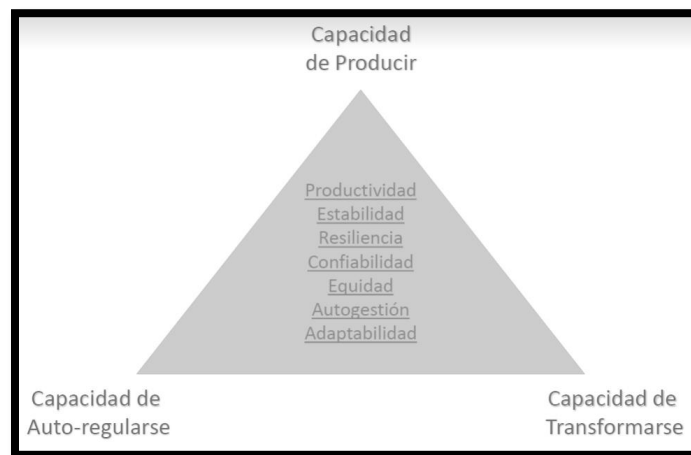 Capacidad
de Producir
Productividad
Estabilidad
Resiliencia
Confiabilidad
Equidad
Autogestión
Adaptabilidad
Capacidad de
Auto-regularse
Capacidad de
Transformarse